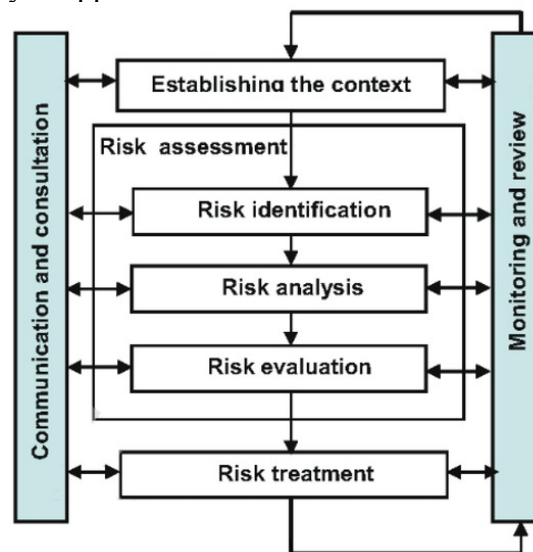 Establishing the context
Risk assessment
Risk identification
Risk analysis
Risk evaluation
Risk treatment
Communication and consultation
Monitoring and review